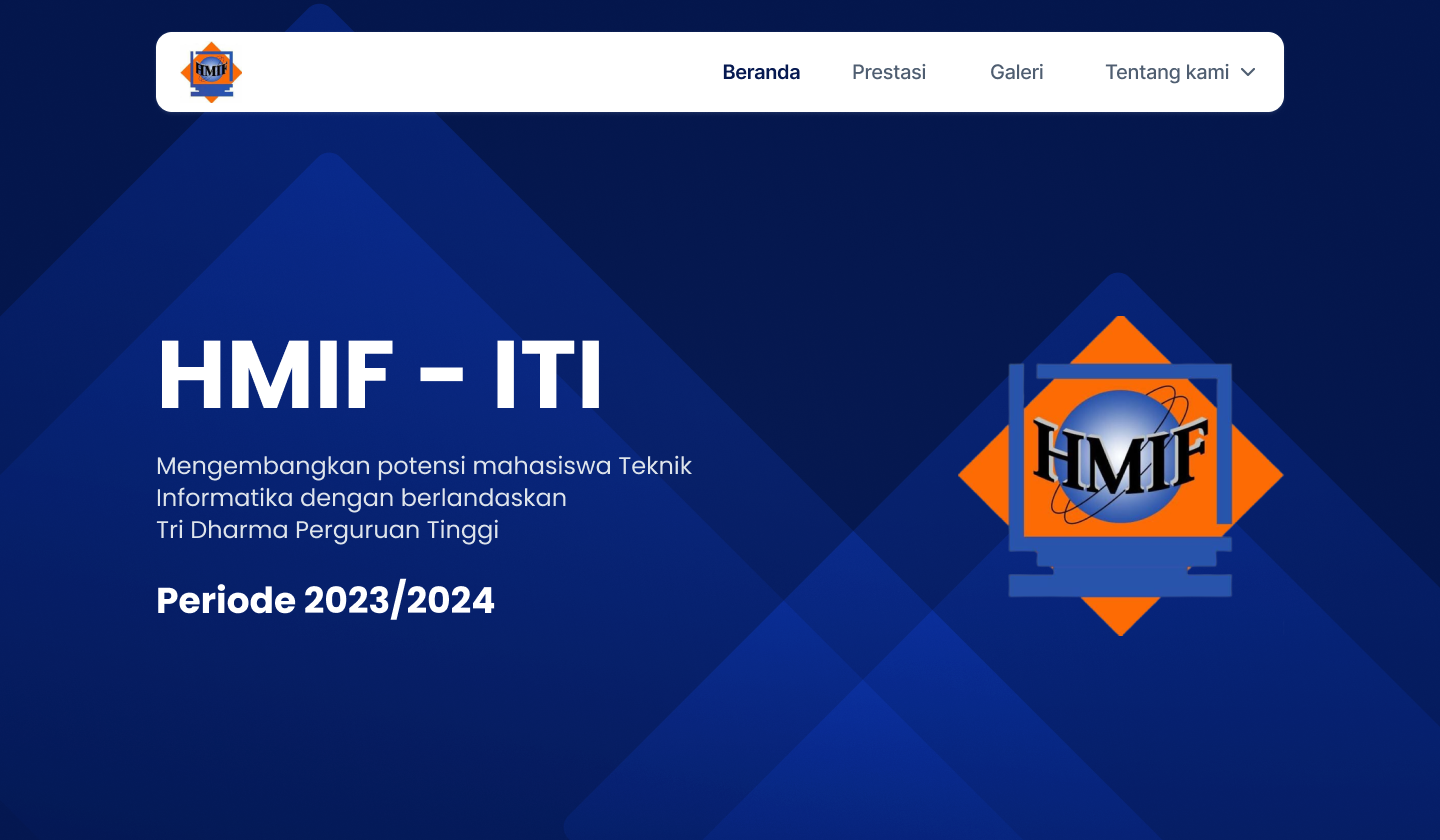 HMIF
Beranda
Prestasi
Galeri
Tentang kami
HMIF - ITI
Mengembangkan potensi mahasiswa Teknik
Informatika dengan berlandaskan
Tri Dharma Perguruan Tinggi
Periode 2023/2024
HMIF